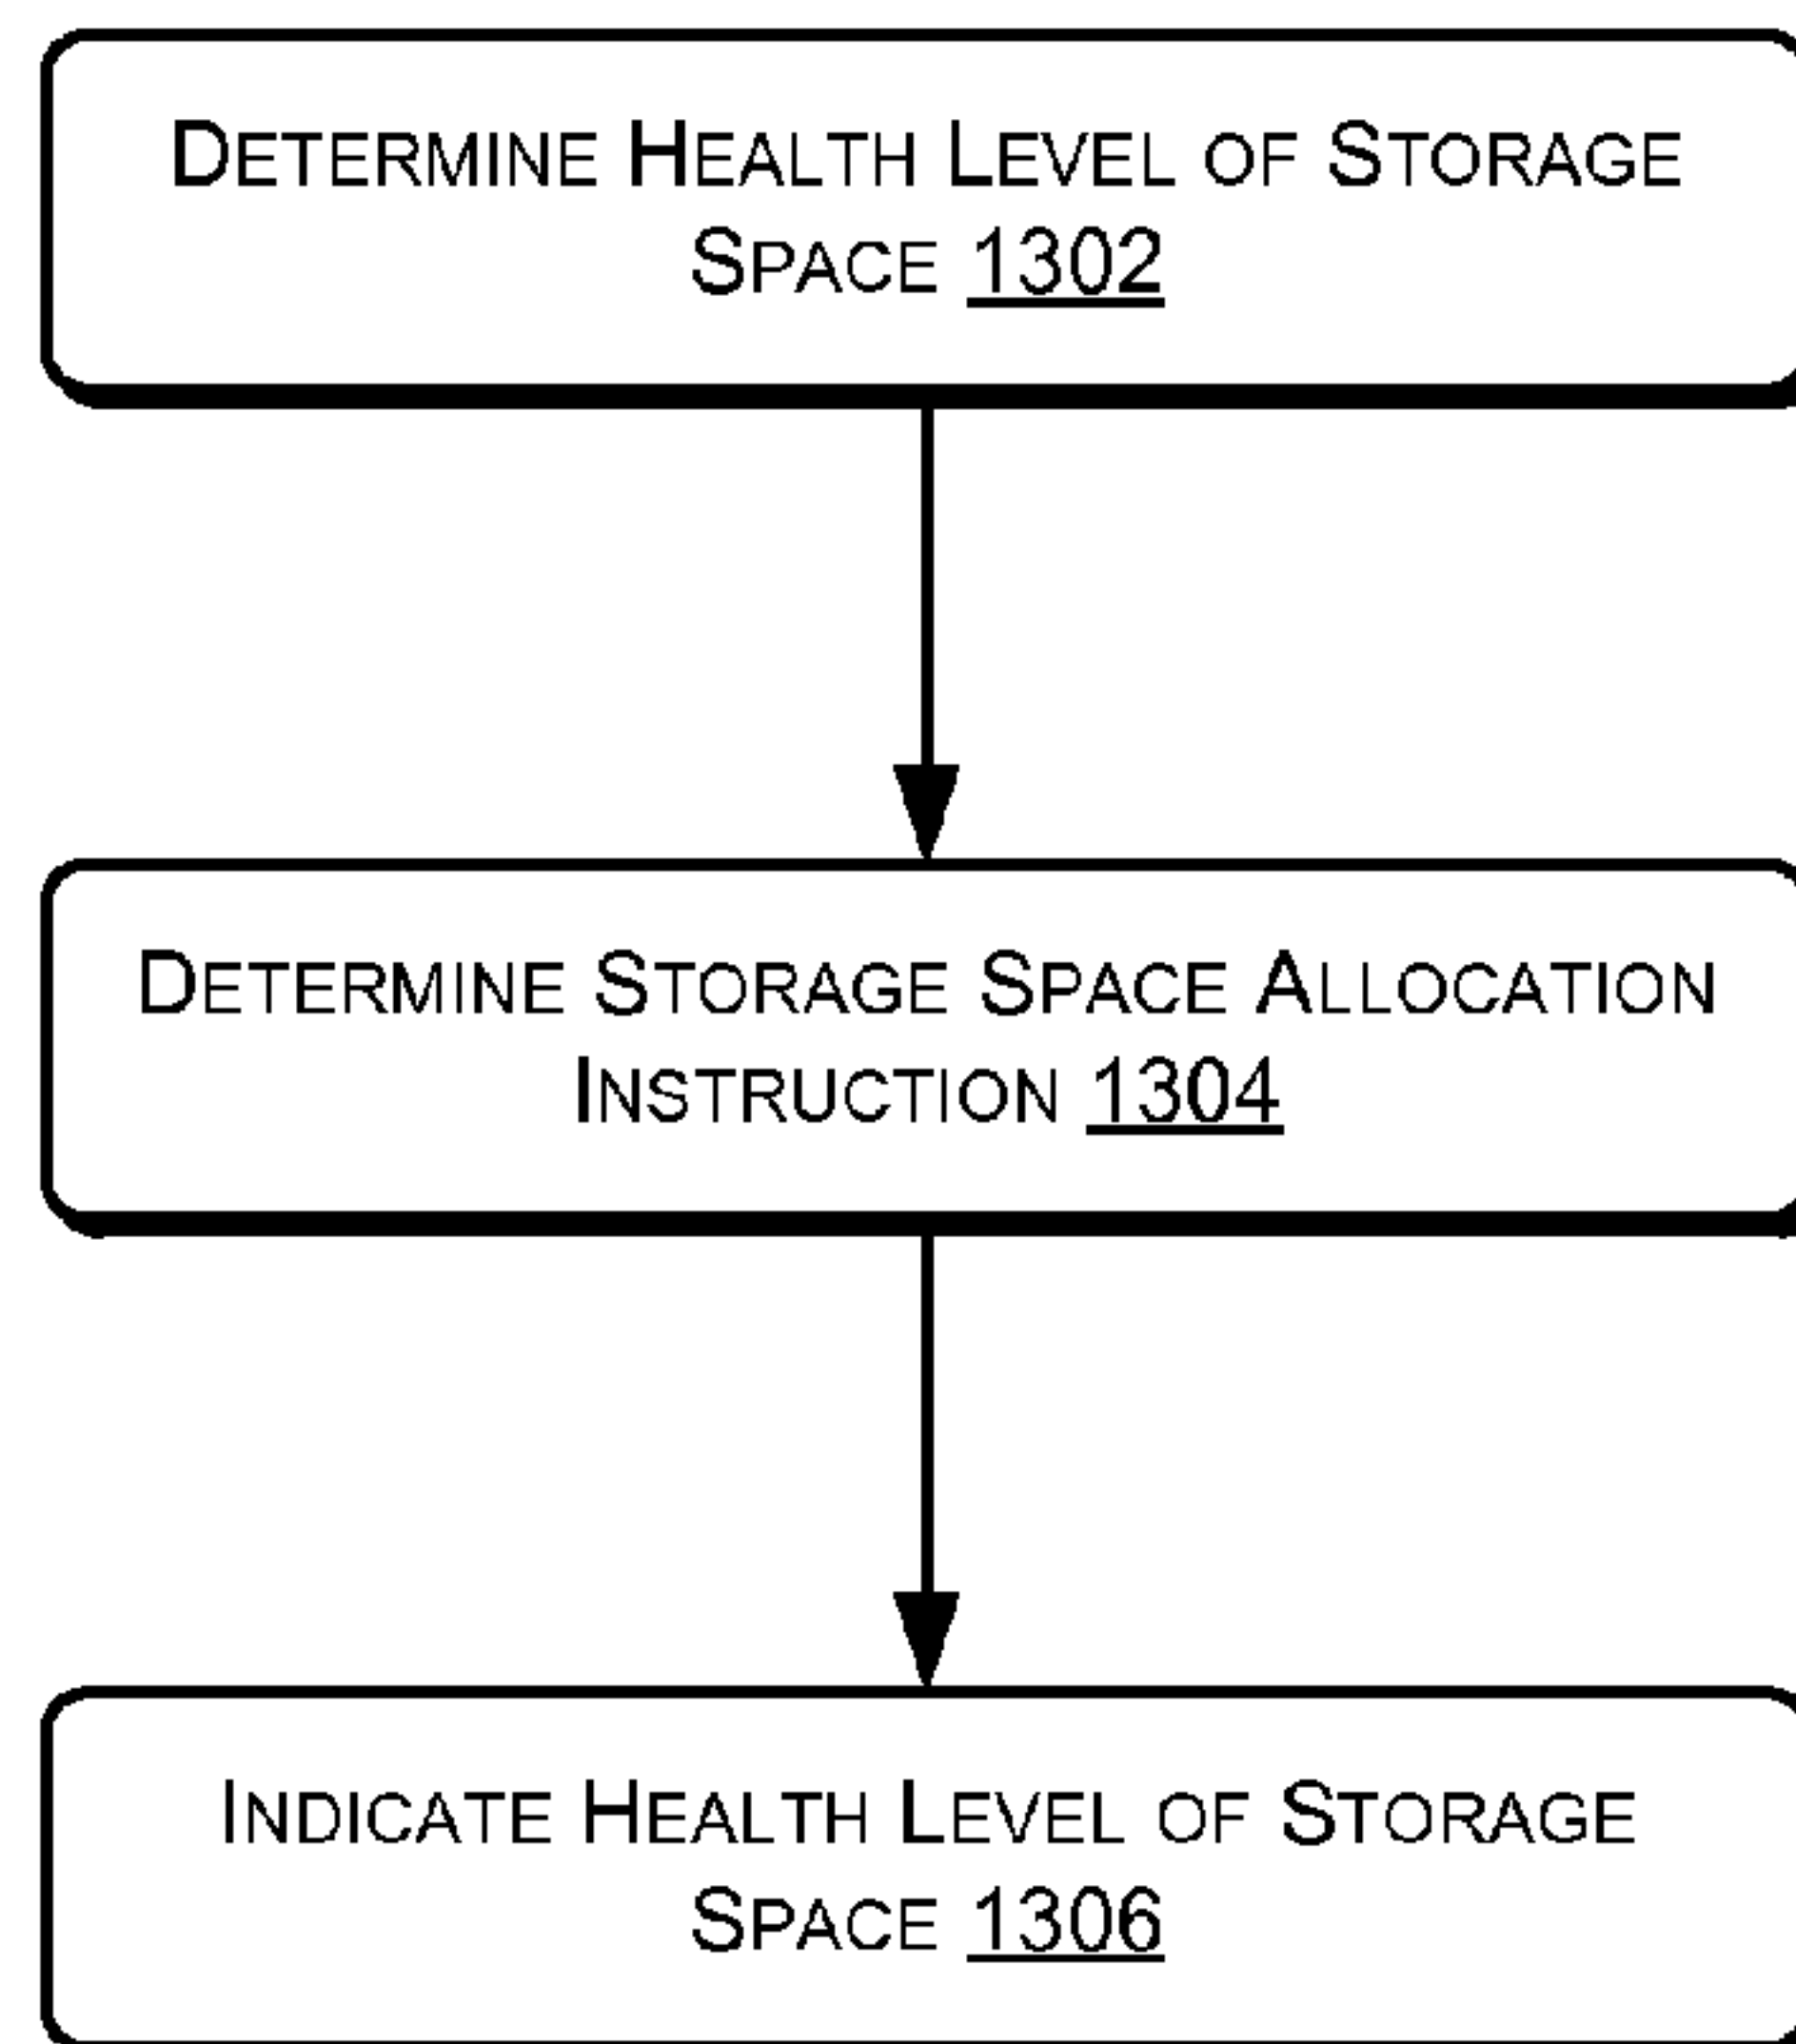 DETERMINE HEALTH LEVEL OF STORAGE
SPACE 1302
DETERMINE STORAGE SPACE ALLOCATION
INSTRUCTION 1304
INDICATE HEALTH LEVEL OF STORAGE
SPACE 1306